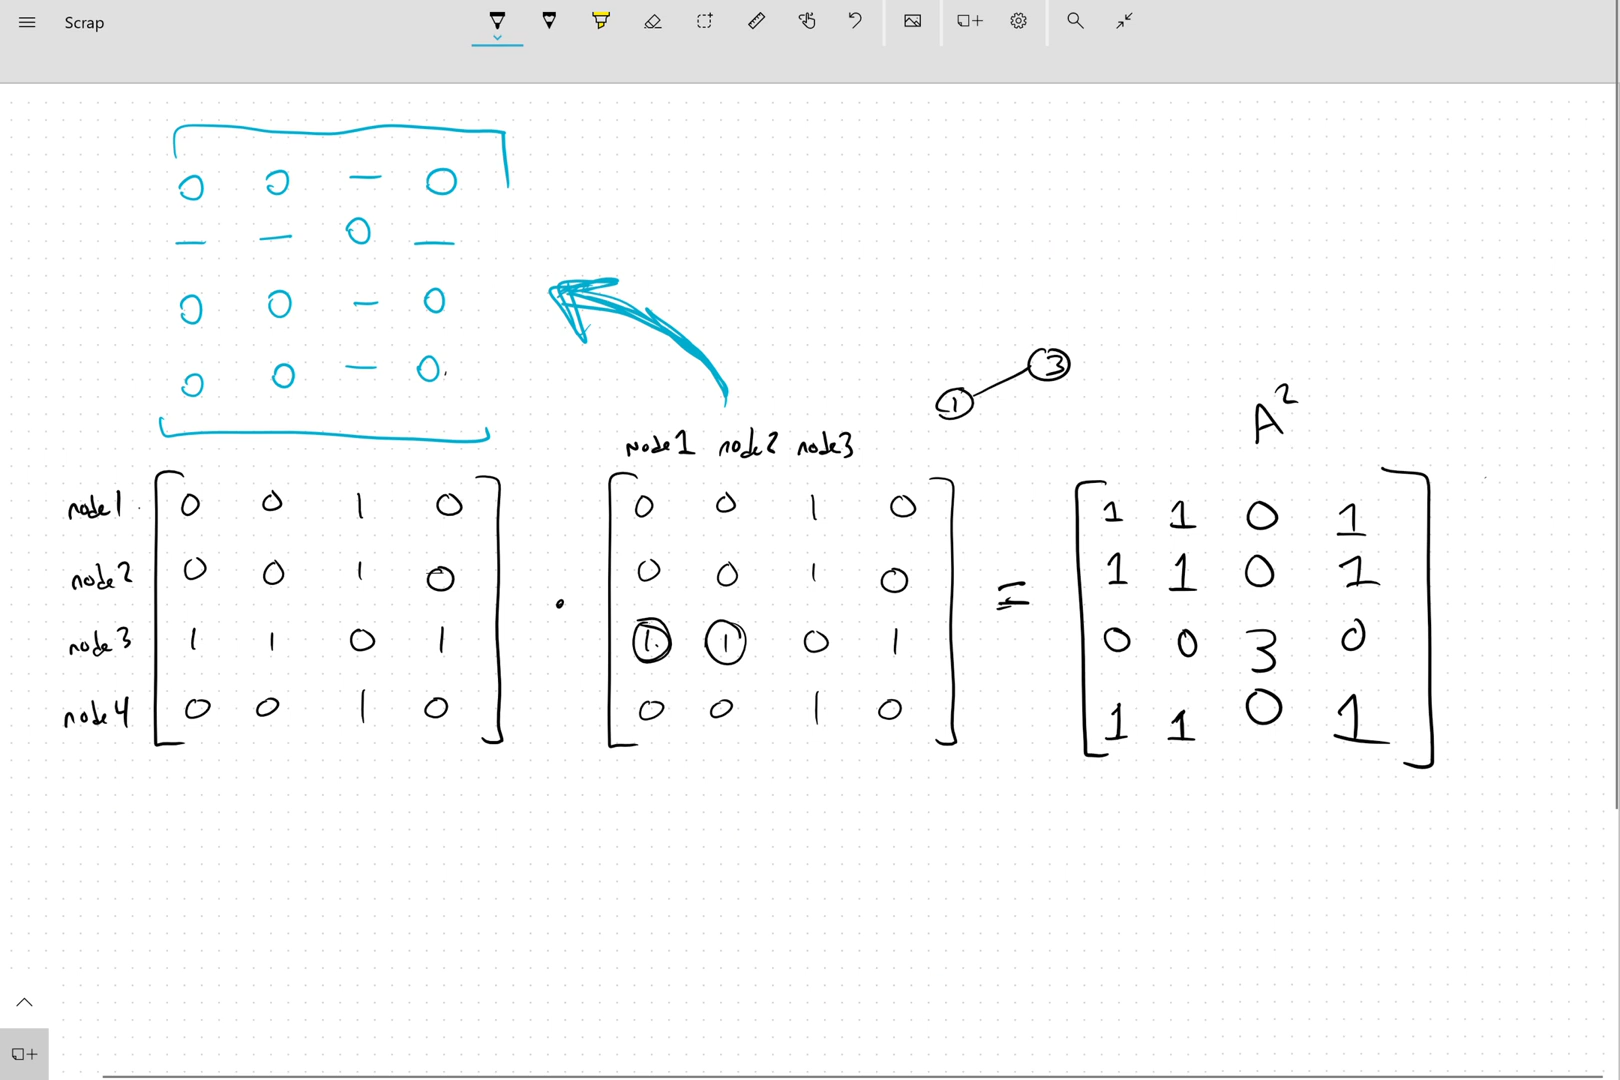 Scrap
0 0 — 0
— — 0 —
0 0 — 0
0 0 — 0.
1 3
A²
node1 node2 node3
node1 0 0 1 0 0 0 1 0 1 1 0 1
node2 0 0 1 0 0 0 1 0 1 1 0 1
node3 1 1 0 1 · 1 1 0 1 = 0 0 3 0
node4 0 0 1 0 0 0 1 0 1 1 0 1